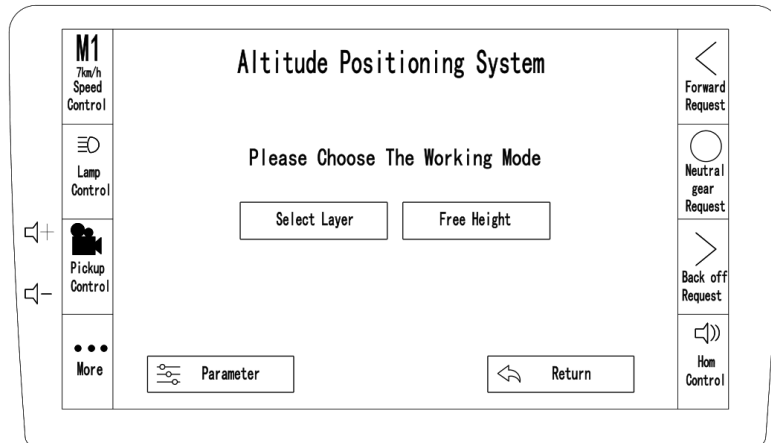 M1
7km/h
Speed
Control
Lamp
Control
Pickup
Control
More
Altitude Positioning System
Please Choose The Working Mode
Select Layer
Free Height
Parameter
Return
Forward
Request
Neutral
gear
Request
Back off
Request
Hom
Control